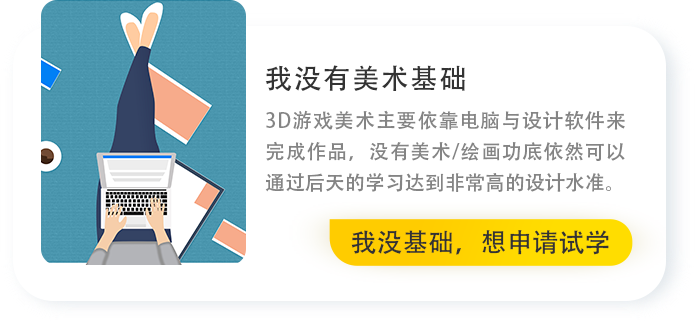 我没有美术基础
3D游戏美术主要依靠电脑与设计软件来
完成作品，没有美术/绘画功底依然可以
通过后天的学习达到非常高的设计水准。
我没基础，想申请试学